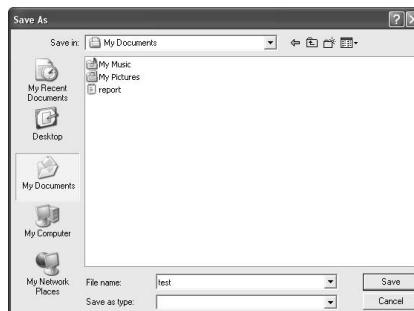 Save As
Save in:
My Documents
My Recent
Documents
Desktop
My Documents
My Computer
My Network
Places
My Music
My Pictures
report
File name:
test
Save
Save as type:
Cancel